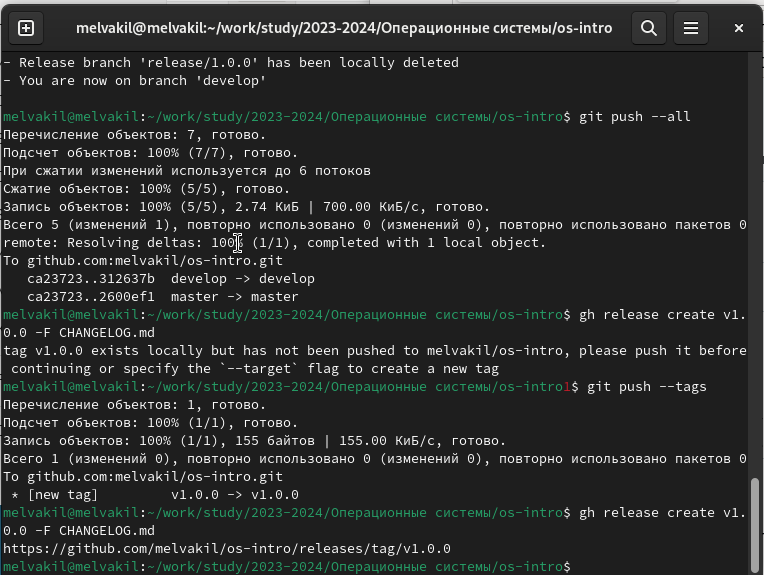 melvakil@melvakil:~/work/study/2023-2024/Операционные системы/os-intro
- Release branch 'release/1.0.0' has been locally deleted
- You are now on branch 'develop'
melvakil@melvakil:~/work/study/2023-2024/Операционные системы/os-intro$ git push --all
Перечисление объектов: 7, готово.
Подсчет объектов: 100% (7/7), готово.
При сжатии изменений используется до 6 потоков
Сжатие объектов: 100% (5/5), готово.
Запись объектов: 100% (5/5), 2.74 КиБ | 700.00 КиБ/с, готово.
Всего 5 (изменений 1), повторно использовано 0 (изменений 0), повторно использовано пакетов 0
remote: Resolving deltas: 100% (1/1), completed with 1 local object.
To github.com:melvakil/os-intro.git
ca23723..312637b  develop -> develop
ca23723..2600ef1  master -> master
melvakil@melvakil:~/work/study/2023-2024/Операционные системы/os-intro$ gh release create v1.
0.0 -F CHANGELOG.md
tag v1.0.0 exists locally but has not been pushed to melvakil/os-intro, please push it before
continuing or specify the `--target` flag to create a new tag
melvakil@melvakil:~/work/study/2023-2024/Операционные системы/os-intro1$ git push --tags
Перечисление объектов: 1, готово.
Подсчет объектов: 100% (1/1), готово.
Запись объектов: 100% (1/1), 155 байтов | 155.00 КиБ/с, готово.
Всего 1 (изменений 0), повторно использовано 0 (изменений 0), повторно использовано пакетов 0
To github.com:melvakil/os-intro.git
* [new tag]         v1.0.0 -> v1.0.0
melvakil@melvakil:~/work/study/2023-2024/Операционные системы/os-intro$ gh release create v1.
0.0 -F CHANGELOG.md
https://github.com/melvakil/os-intro/releases/tag/v1.0.0
melvakil@melvakil:~/work/study/2023-2024/Операционные системы/os-intro$